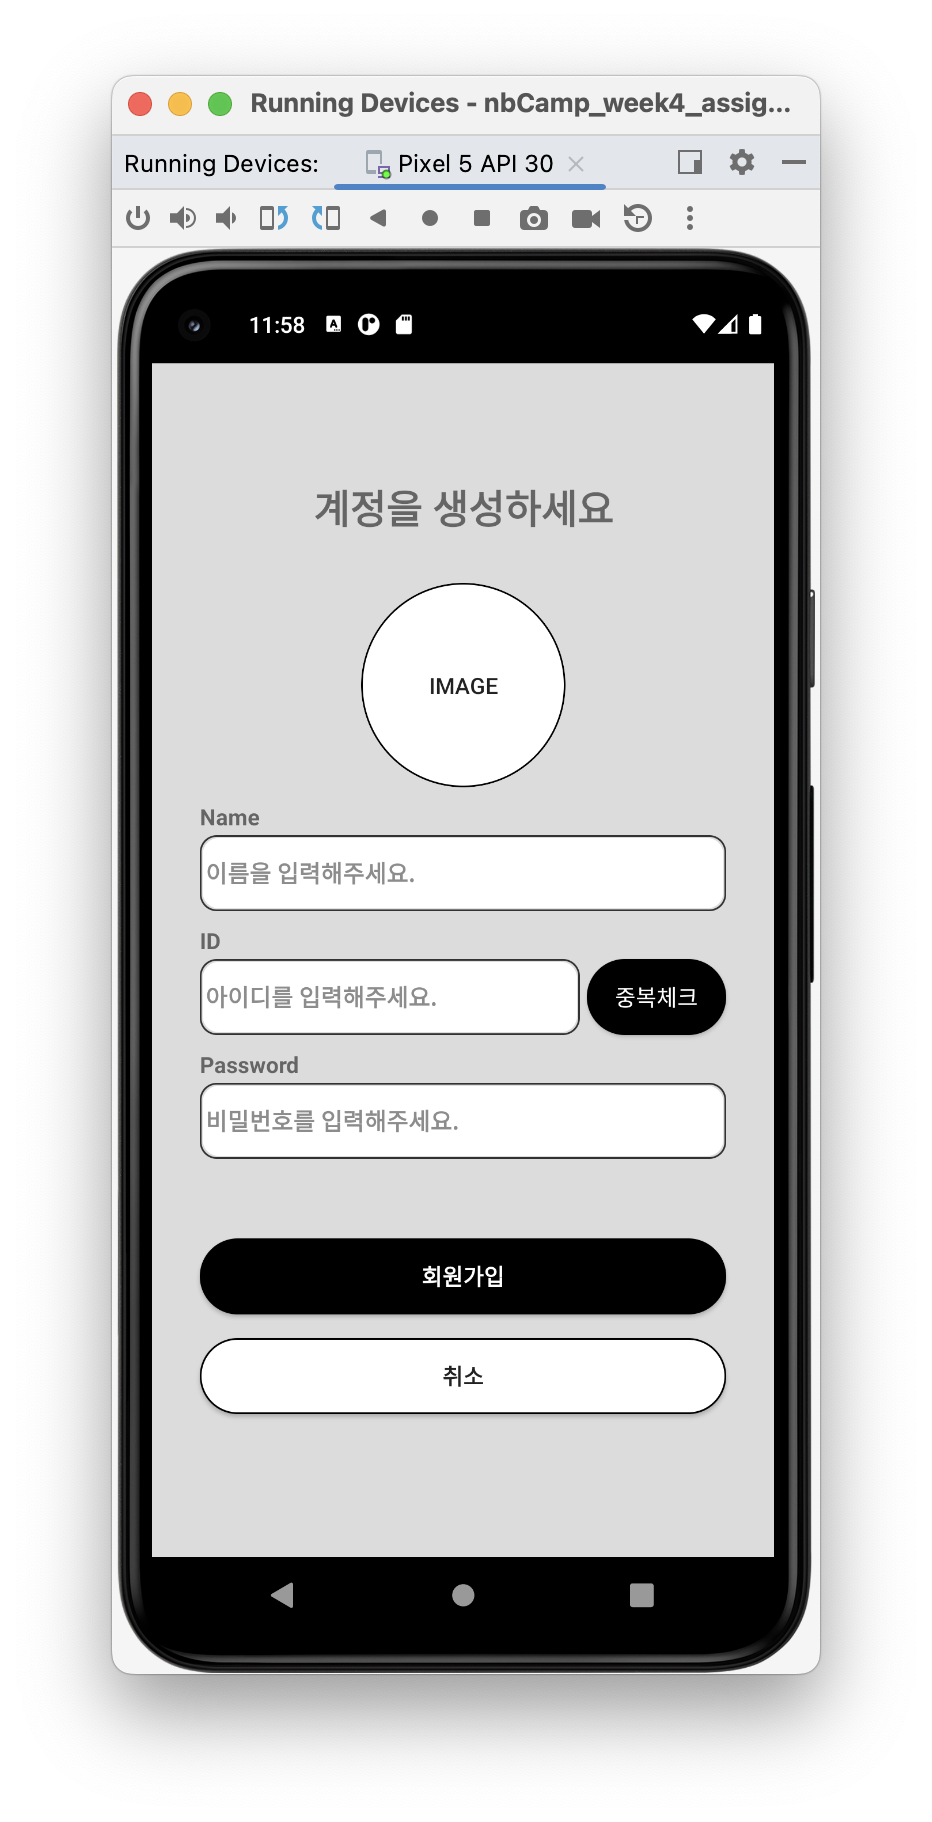 Running Devices - nbCamp_week4_assig...
Running Devices: Pixel 5 API 30
11:58
계정을 생성하세요
IMAGE
Name
이름을 입력해주세요.
ID
아이디를 입력해주세요. 중복체크
Password
비밀번호를 입력해주세요.
회원가입
취소